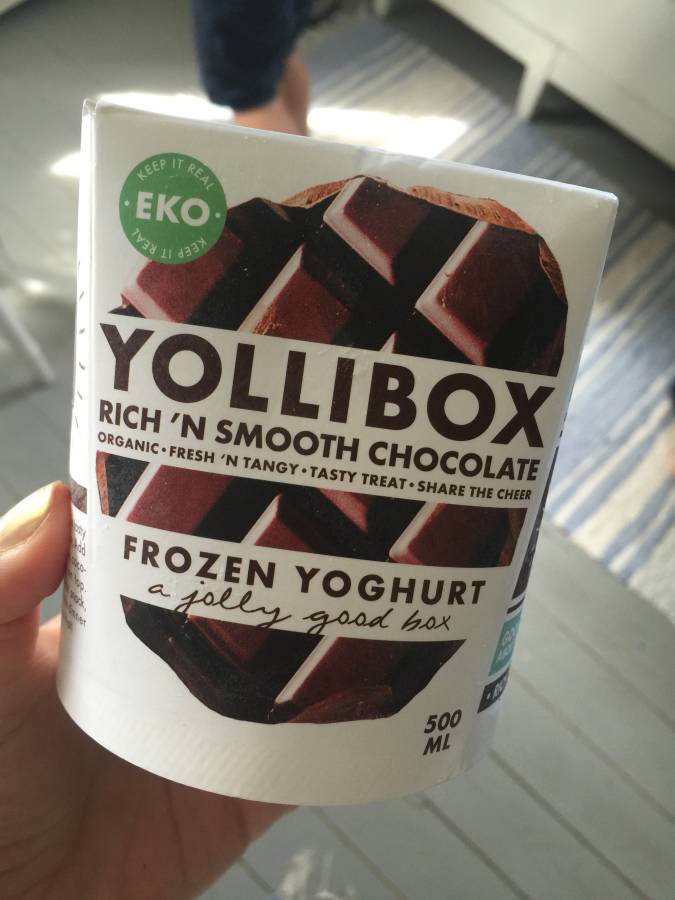 KEEP IT REAL
EKO
KEEP IT REAL
YOLLIBOX
RICH 'N SMOOTH CHOCOLATE
ORGANIC • FRESH 'N TANGY • TASTY TREAT • SHARE THE CHEER
FROZEN YOGHURT
a jolly good box
500
ML